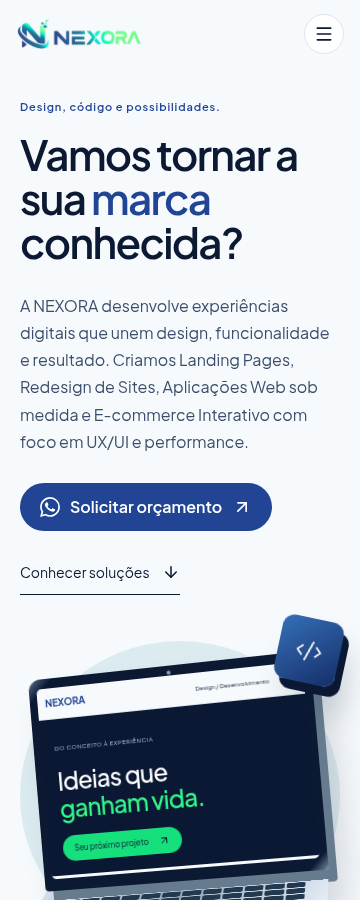 NEXORA
Design, código e possibilidades.
Vamos tornar a
sua marca
conhecida?
A NEXORA desenvolve experiências
digitais que unem design, funcionalidade
e resultado. Criamos Landing Pages,
Redesign de Sites, Aplicações Web sob
medida e E-commerce Interativo com
foco em UX/UI e performance.
Solicitar orçamento
Conhecer soluções
</>
NEXORA
Design / Desenvolvimento
DO CONCEITO À EXPERIÊNCIA
Ideias que
ganham vida.
Seu próximo projeto